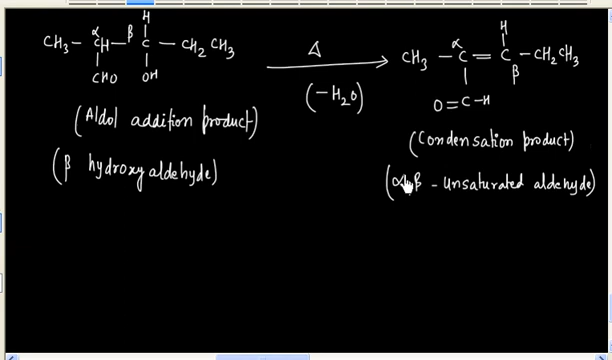 H
α β
CH3 - CH - C - CH2 CH3
CHO OH
(Aldol addition product)
(β hydroxy aldehyde)
Δ
(-H2O)
H
α
CH3 - C = C - CH2CH3
β
O=C-H
(Condensation product)
(α,β - unsaturated aldehyde)